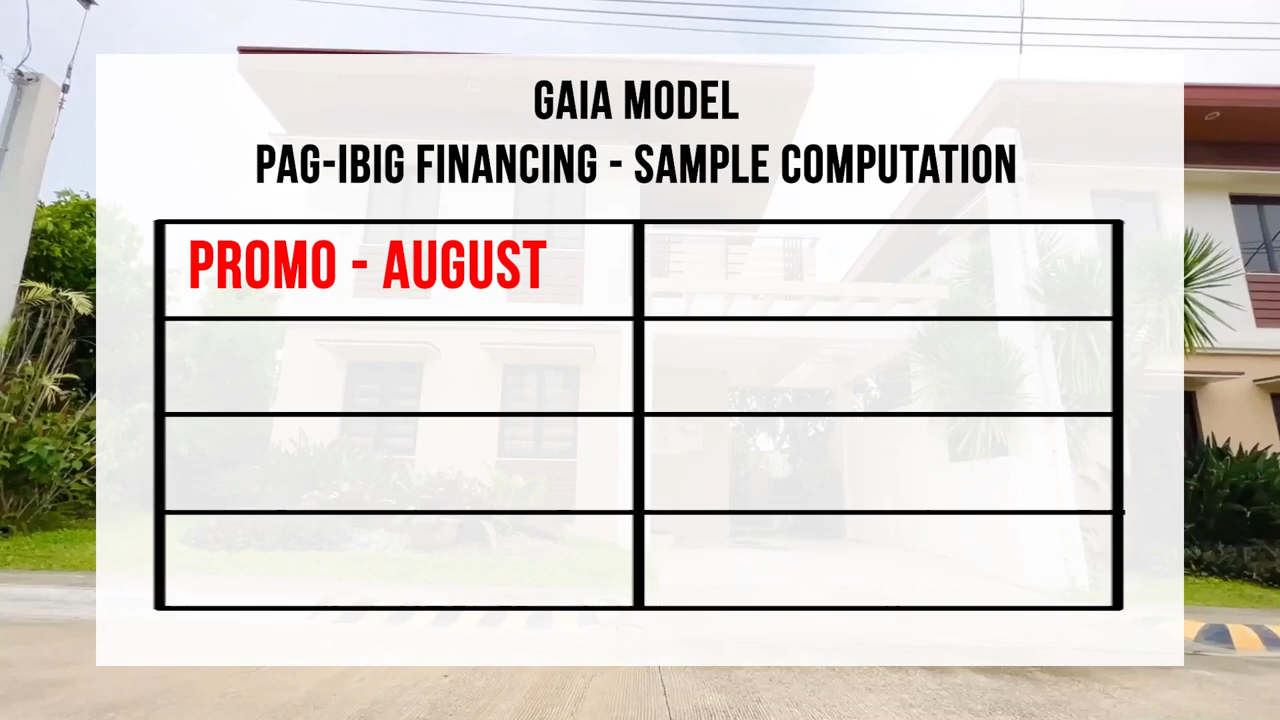 GAIA MODEL
PAG-IBIG FINANCING - SAMPLE COMPUTATION
PROMO - AUGUST